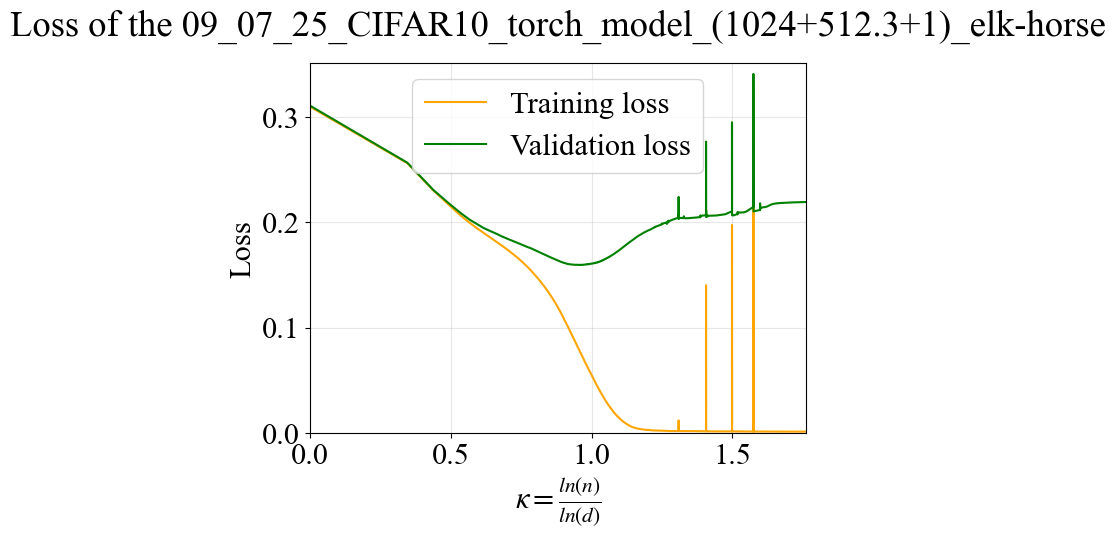 Loss of the 09_07_25_CIFAR10_torch_model_(1024+512.3+1)_elk-horse
Training loss
Validation loss
Loss
0.3
0.2
0.1
0.0
0.0 0.5 1.0 1.5
κ = ln(n)/ln(d)